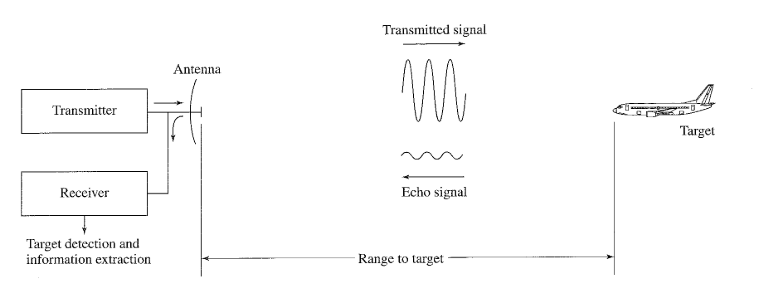 Transmitted signal
Antenna
Transmitter
Target
Receiver
Echo signal
Target detection and
information extraction
Range to target